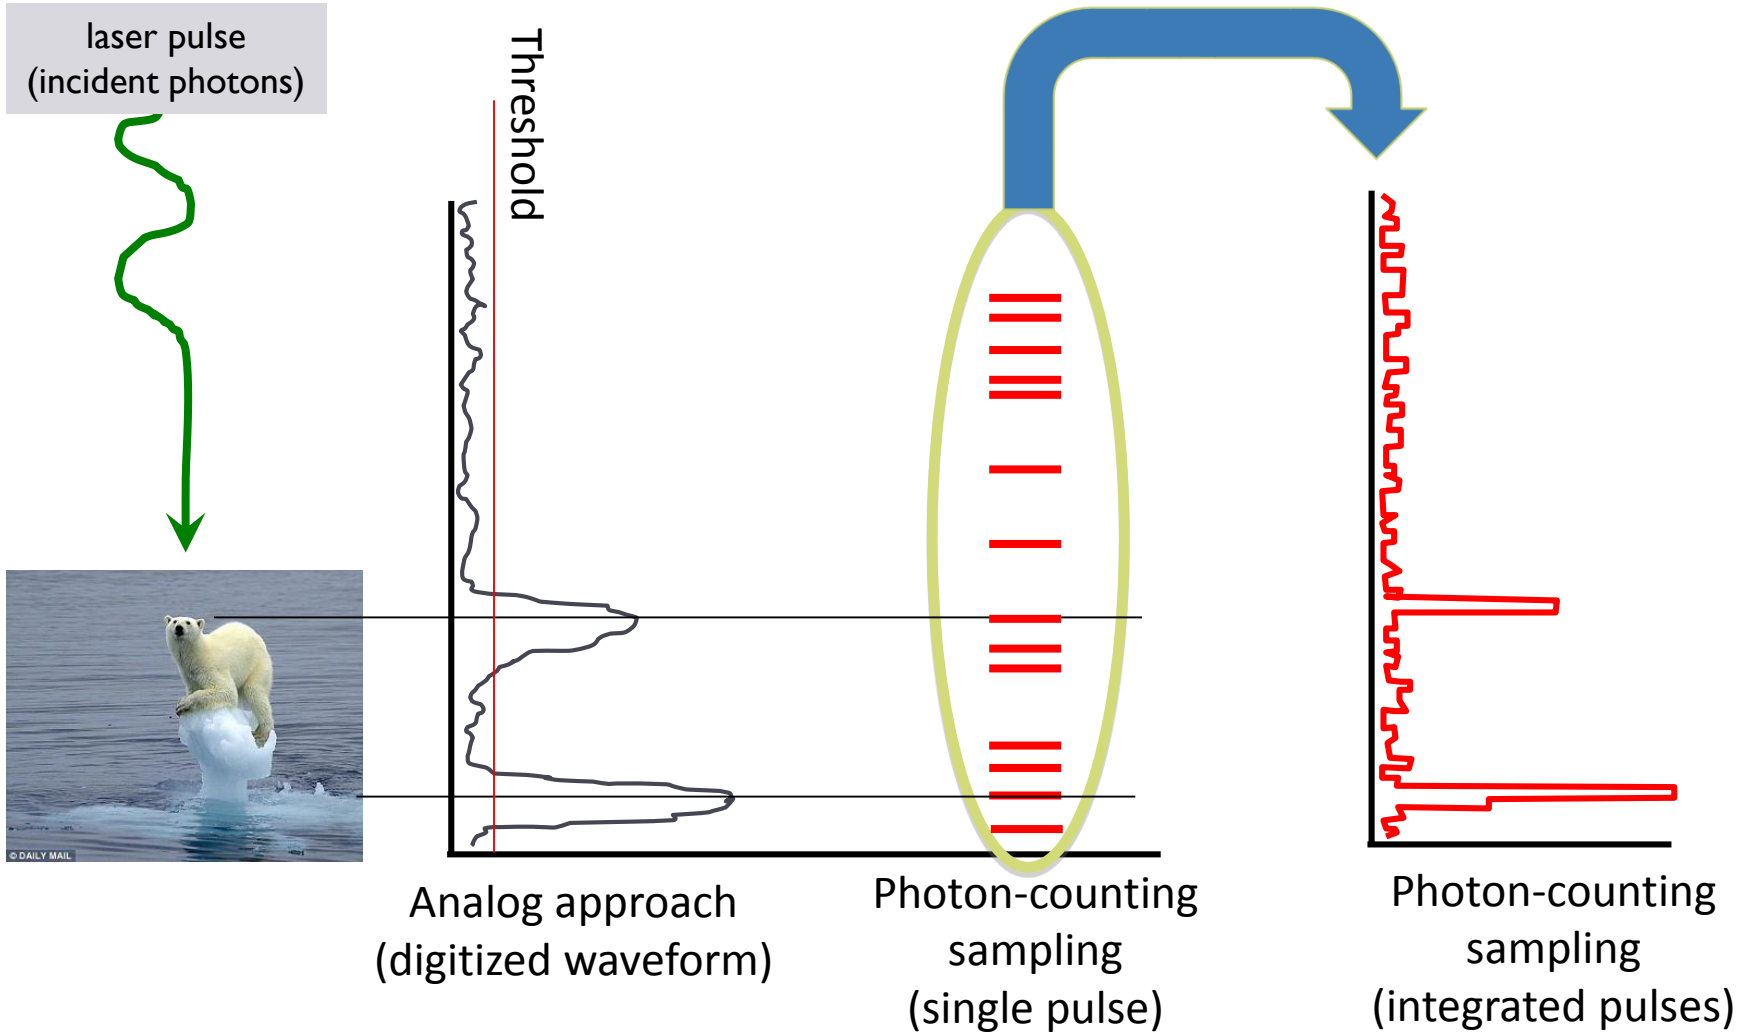 laser pulse
(incident photons)
Threshold
© DAILY MAIL
Analog approach
(digitized waveform)
Photon-counting
sampling
(single pulse)
Photon-counting
sampling
(integrated pulses)